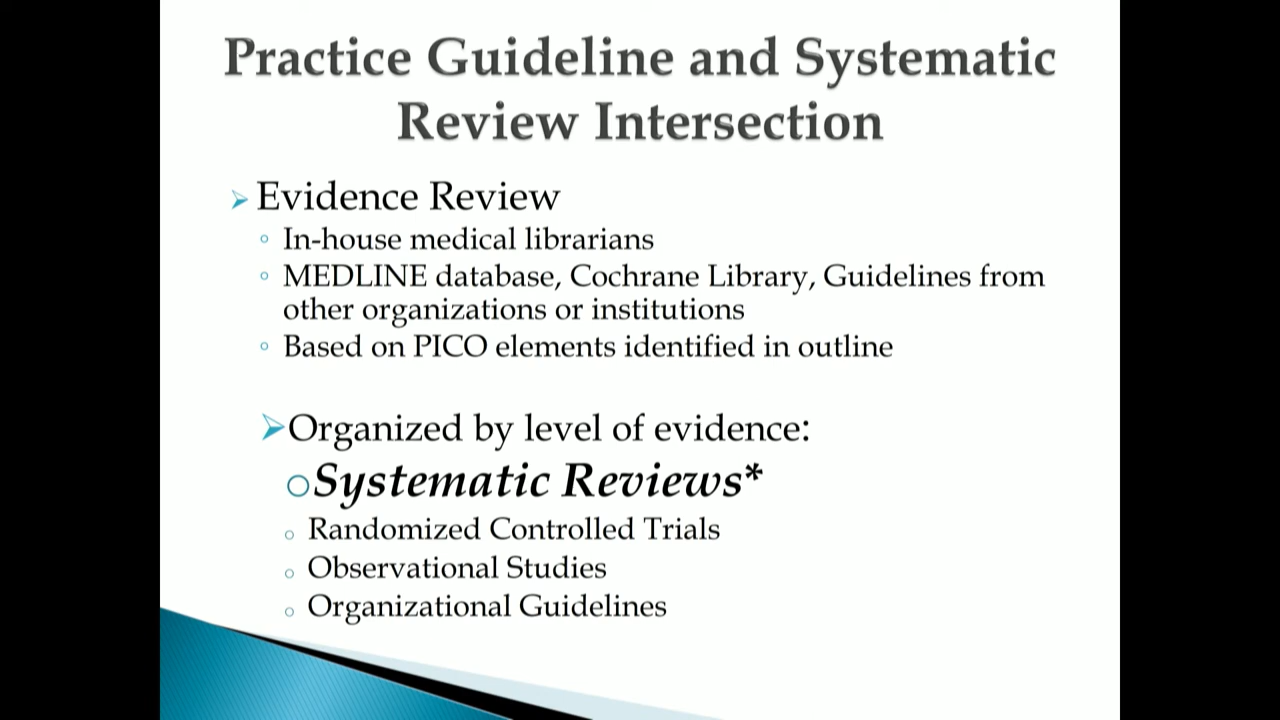 Practice Guideline and Systematic
Review Intersection
Evidence Review
In-house medical librarians
MEDLINE database, Cochrane Library, Guidelines from
other organizations or institutions
Based on PICO elements identified in outline
Organized by level of evidence:
Systematic Reviews*
Randomized Controlled Trials
Observational Studies
Organizational Guidelines